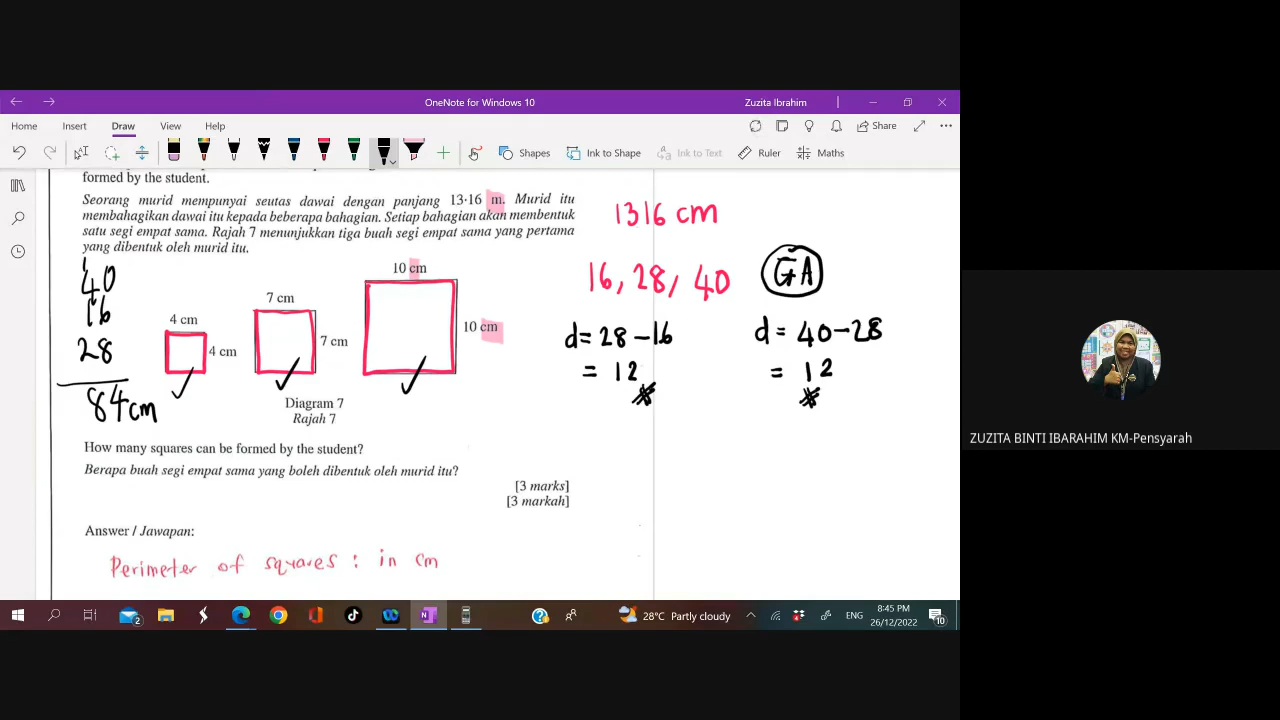 OneNote for Windows 10
Zuzita Ibrahim
Home Insert Draw View Help
Share
Shapes Ink to Shape Ink to Text Ruler Maths
formed by the student.
Seorang murid mempunyai seutas dawai dengan panjang 13·16 m. Murid itu
membahagikan dawai itu kepada beberapa bahagian. Setiap bahagian akan membentuk
satu segi empat sama. Rajah 7 menunjukkan tiga buah segi empat sama yang pertama
yang dibentuk oleh murid itu.
1316 cm
16, 28, 40
GA
1
40
16
28
84cm
4 cm
4 cm
7 cm
7 cm
10 cm
10 cm
d = 28 - 16
= 12
d = 40 - 28
= 12
Diagram 7
Rajah 7
How many squares can be formed by the student?
Berapa buah segi empat sama yang boleh dibentuk oleh murid itu?
[3 marks]
[3 markah]
Answer / Jawapan:
Perimeter of squares : in cm
ZUZITA BINTI IBARAHIM KM-Pensyarah
2
28°C Partly cloudy
ENG
8:45 PM
26/12/2022
10